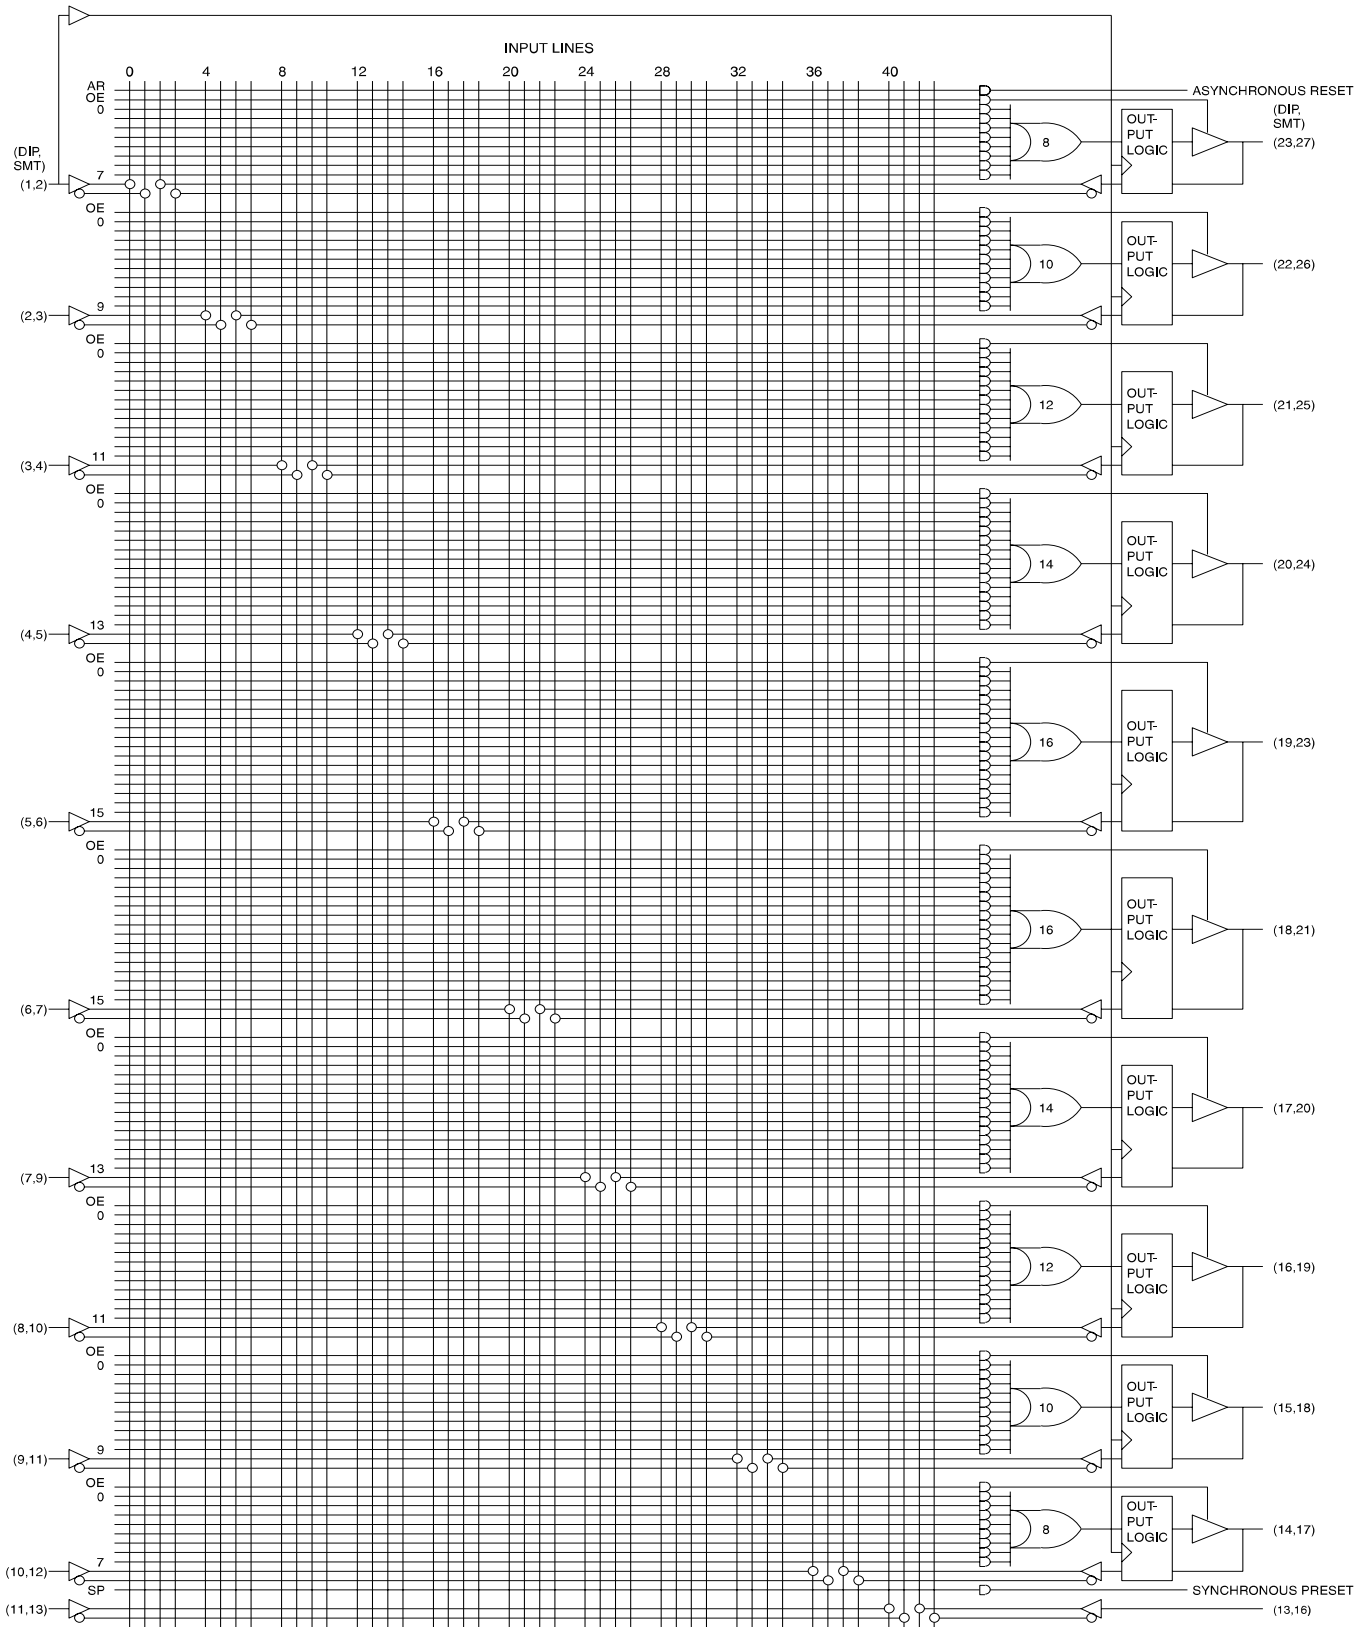 INPUT LINES
0 4 8 12 16 20 24 28 32 36 40
AR
ASYNCHRONOUS RESET
OE
0
(DIP,
SMT)
(DIP,
SMT)
OUT-
PUT
LOGIC
8
(23,27)
7
(1,2)
OE
0
OUT-
PUT
LOGIC
10
(22,26)
9
(2,3)
OE
0
OUT-
PUT
LOGIC
12
(21,25)
11
(3,4)
OE
0
OUT-
PUT
LOGIC
14
(20,24)
13
(4,5)
OE
0
OUT-
PUT
LOGIC
16
(19,23)
15
(5,6)
OE
0
OUT-
PUT
LOGIC
16
(18,21)
15
(6,7)
OE
0
OUT-
PUT
LOGIC
14
(17,20)
13
(7,9)
OE
0
OUT-
PUT
LOGIC
12
(16,19)
11
(8,10)
OE
0
OUT-
PUT
LOGIC
10
(15,18)
9
(9,11)
OE
0
OUT-
PUT
LOGIC
8
(14,17)
7
(10,12)
SP
SYNCHRONOUS PRESET
(11,13)
(13,16)